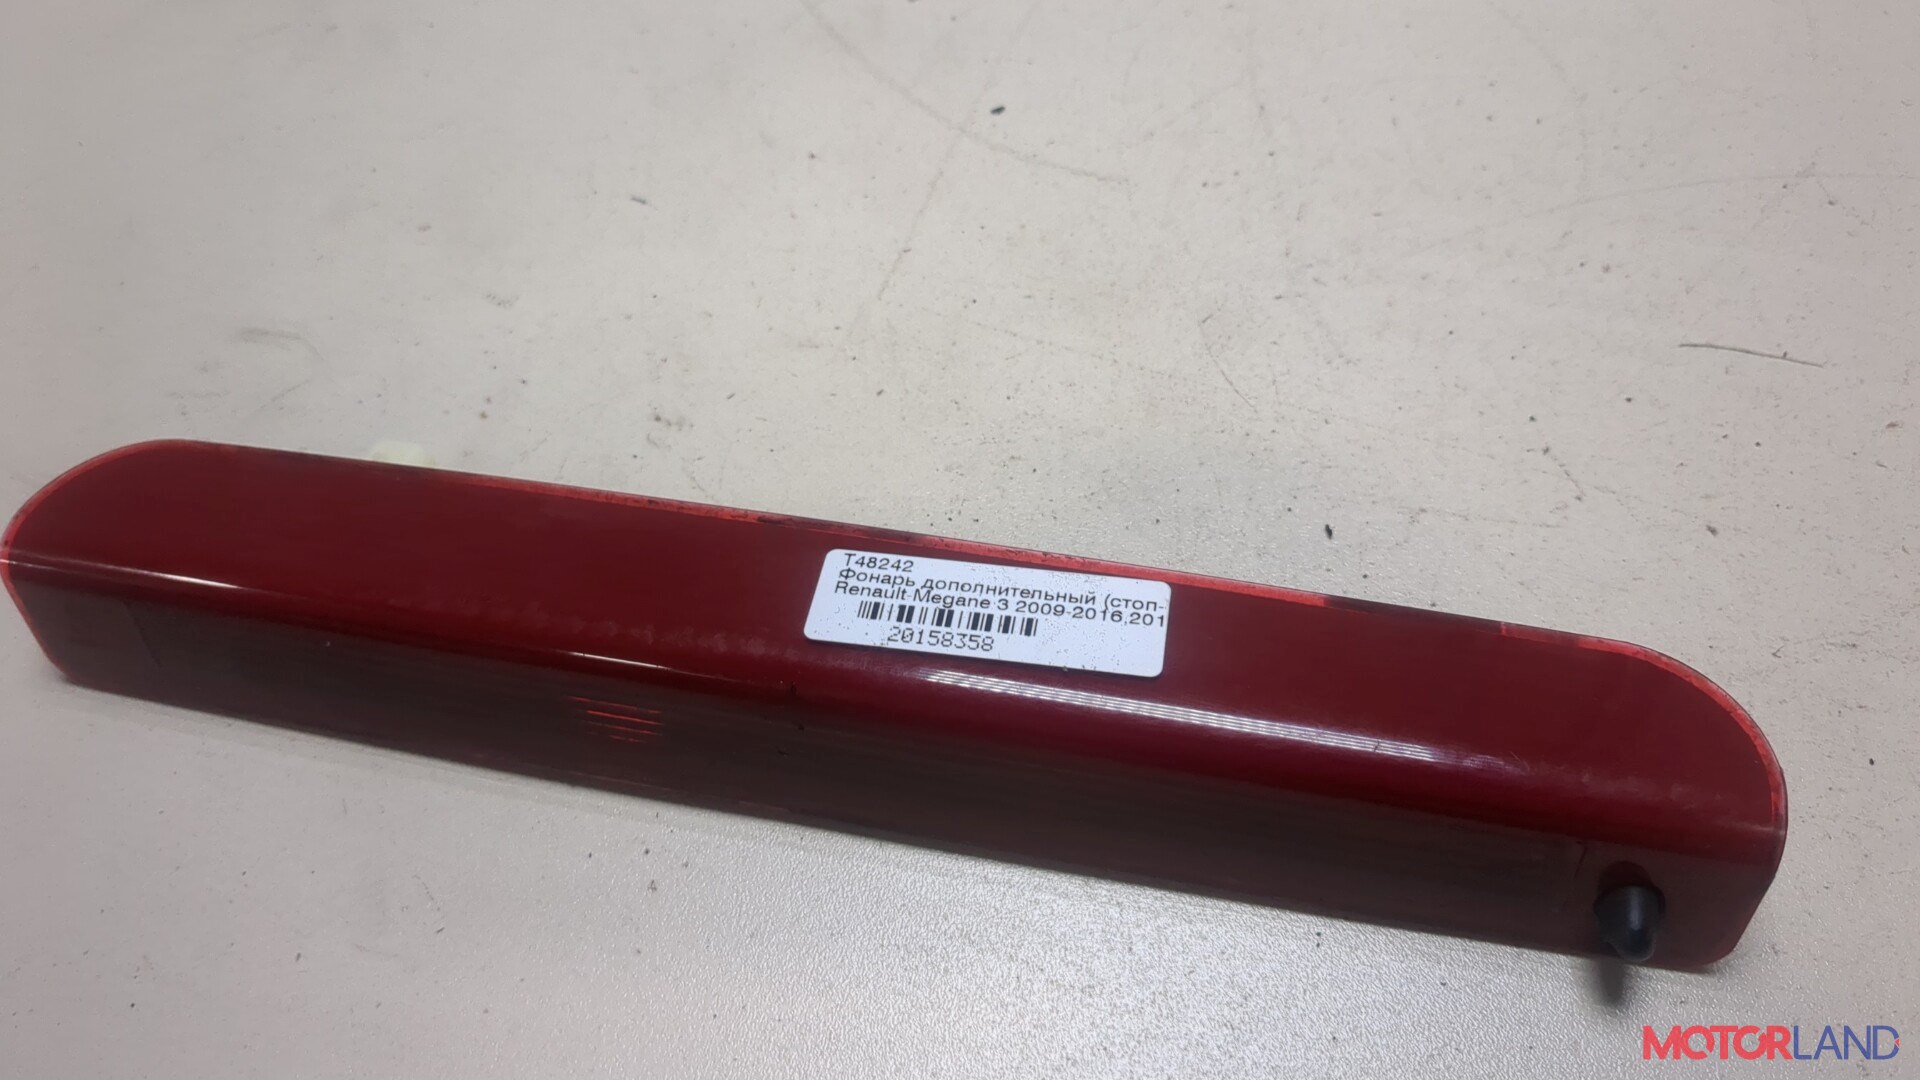 T48242
Фонарь дополнительный (стоп-
Renault Megane 3 2009-2016,201
20158358
MOTORLAND